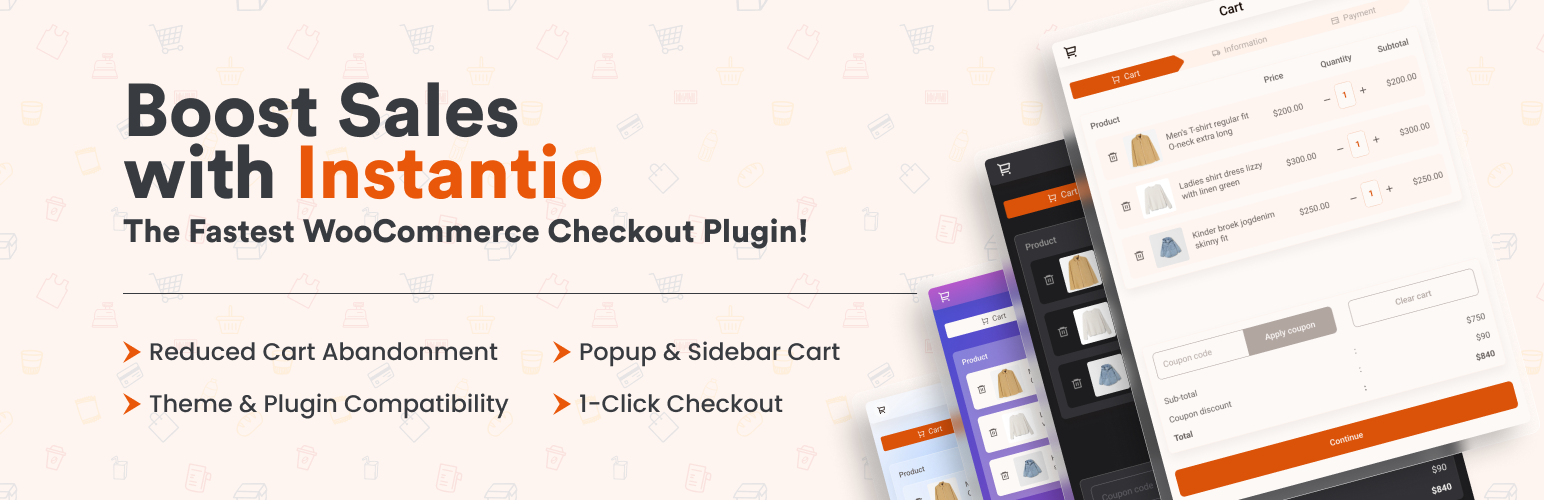 Boost Sales
with Instantio
The Fastest WooCommerce Checkout Plugin!
Reduced Cart Abandonment
Popup & Sidebar Cart
Theme & Plugin Compatibility
1-Click Checkout
Cart
Cart
Information
Payment
Product
Price
Quantity
Subtotal
Men's T-shirt regular fit
O-neck extra long
$200.00
− 1 +
$200.00
Ladies shirt dress lizzy
with linen green
$300.00
− 1 +
$300.00
Kinder broek jogdenim
skinny fit
$250.00
− 1 +
$250.00
Coupon code
Apply coupon
Clear cart
Sub-total : $750
Coupon discount : $90
Total : $840
Continue
Cart
Product
Coupon code
$90
$840
Cart
Product
Cart
Product